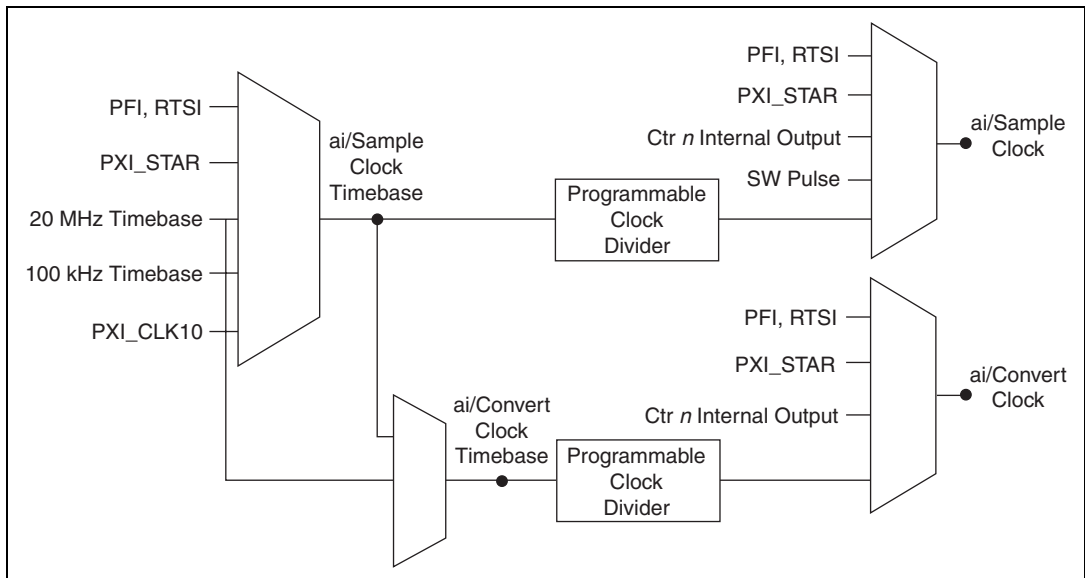 PFI, RTSI
PXI_STAR
20 MHz Timebase
100 kHz Timebase
PXI_CLK10
ai/Sample
Clock
Timebase
Programmable
Clock
Divider
PFI, RTSI
PXI_STAR
Ctr n Internal Output
SW Pulse
ai/Sample
Clock
ai/Convert
Clock
Timebase
Programmable
Clock
Divider
PFI, RTSI
PXI_STAR
Ctr n Internal Output
ai/Convert
Clock